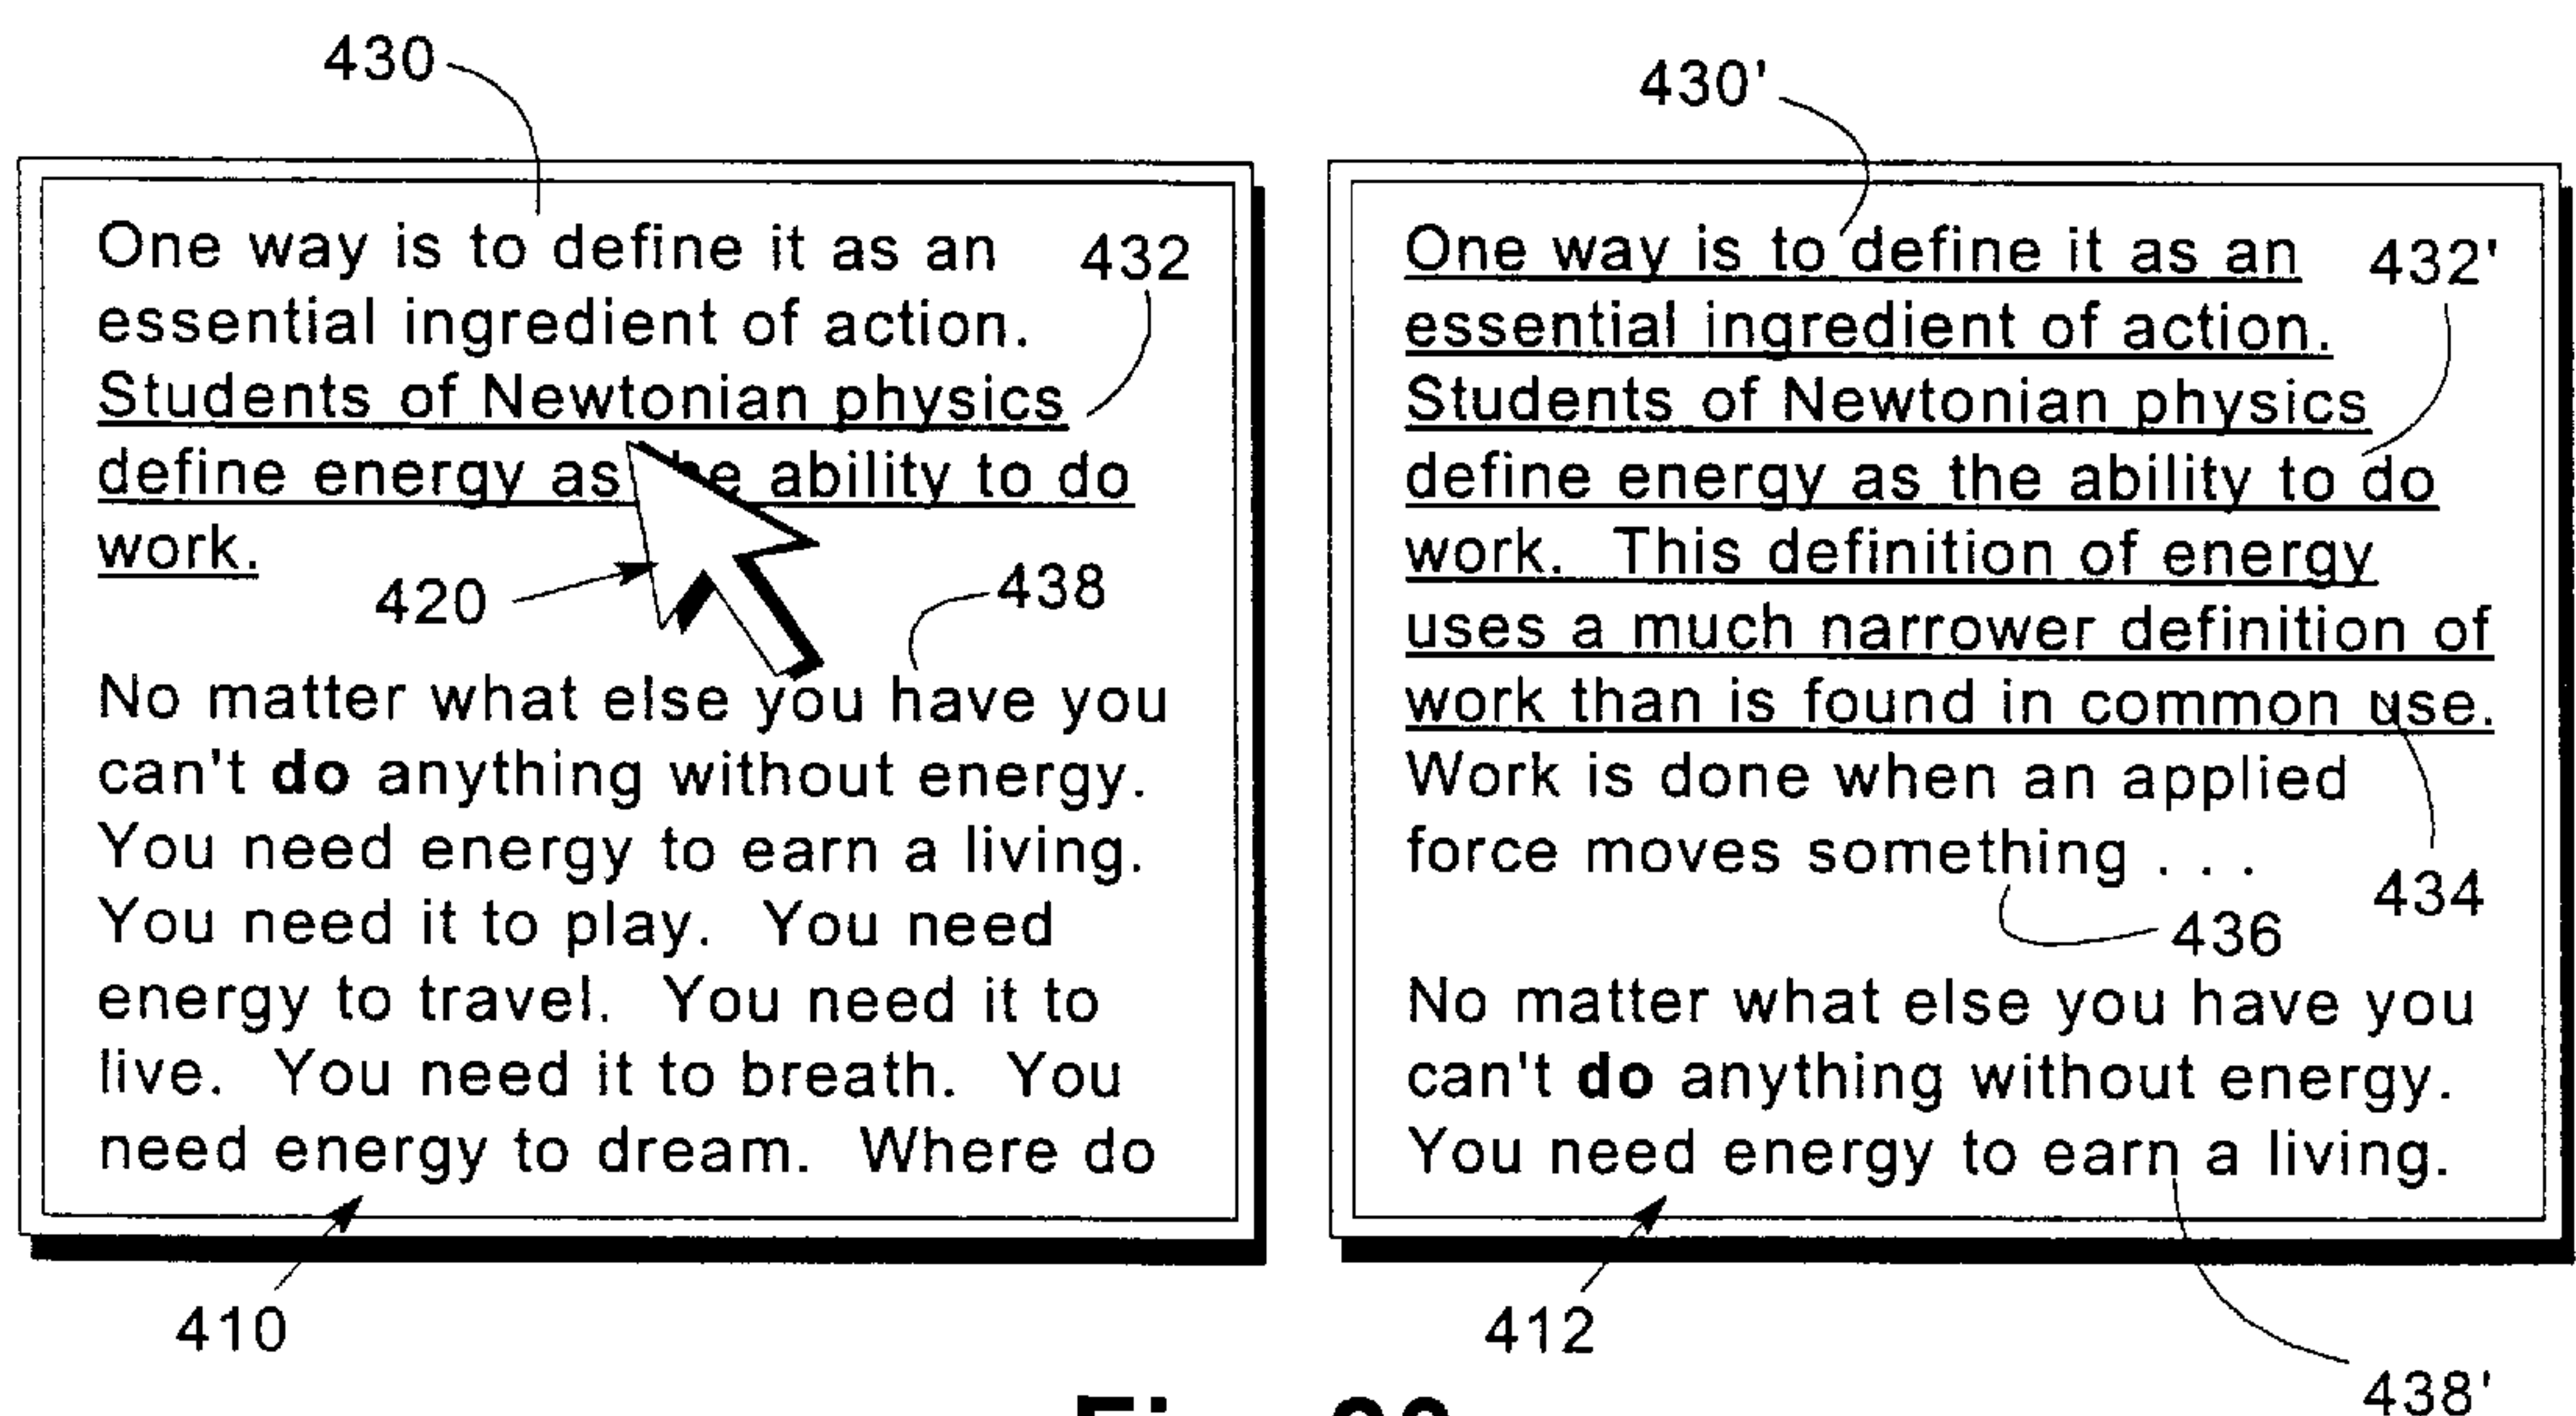 430
One way is to define it as an
432
essential ingredient of action.
Students of Newtonian physics
define energy as he ability to do
work.
420
438
No matter what else you have you
can't do anything without energy.
You need energy to earn a living.
You need it to play.  You need
energy to travel.  You need it to
live.  You need it to breath.  You
need energy to dream.  Where do
410
430'
One way is to define it as an
432'
essential ingredient of action.
Students of Newtonian physics
define energy as the ability to do
work.  This definition of energy
uses a much narrower definition of
work than is found in common use.
Work is done when an applied
force moves something . . .
434
436
No matter what else you have you
can't do anything without energy.
You need energy to earn a living.
412
438'